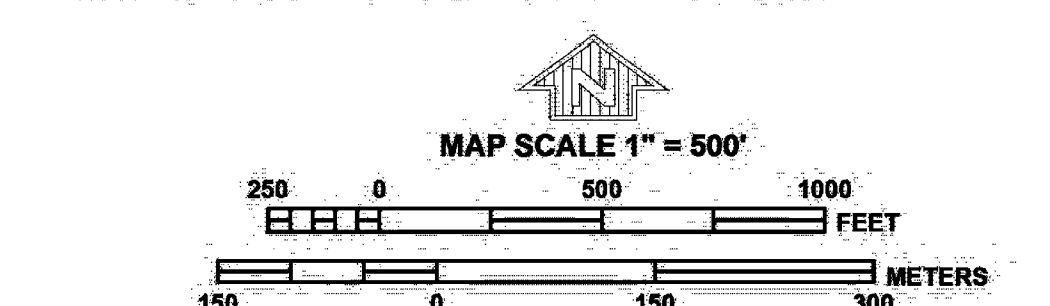 N
MAP SCALE 1" = 500'
250 0 500 1000
FEET
METERS
150 0 150 300